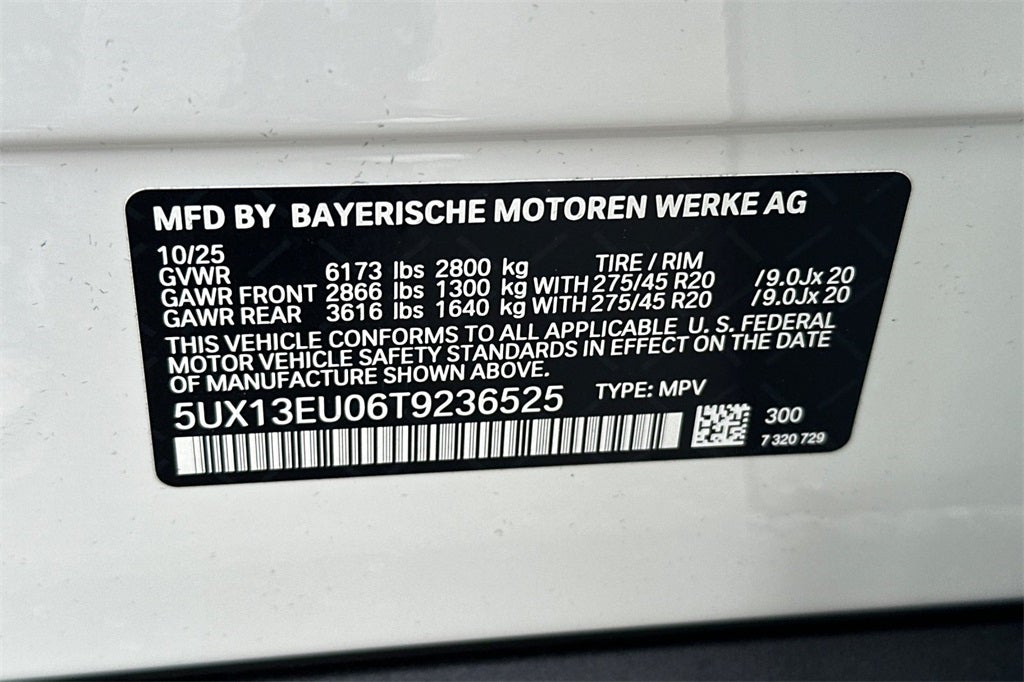 MFD BY BAYERISCHE MOTOREN WERKE AG
10/25
GVWR 6173 lbs 2800 kg TIRE / RIM
GAWR FRONT 2866 lbs 1300 kg WITH 275/45 R20 /9.0Jx 20
GAWR REAR 3616 lbs 1640 kg WITH 275/45 R20 /9.0Jx 20
THIS VEHICLE CONFORMS TO ALL APPLICABLE U. S. FEDERAL
MOTOR VEHICLE SAFETY STANDARDS IN EFFECT ON THE DATE
OF MANUFACTURE SHOWN ABOVE.
5UX13EU06T9236525 TYPE: MPV
300
7 320 729